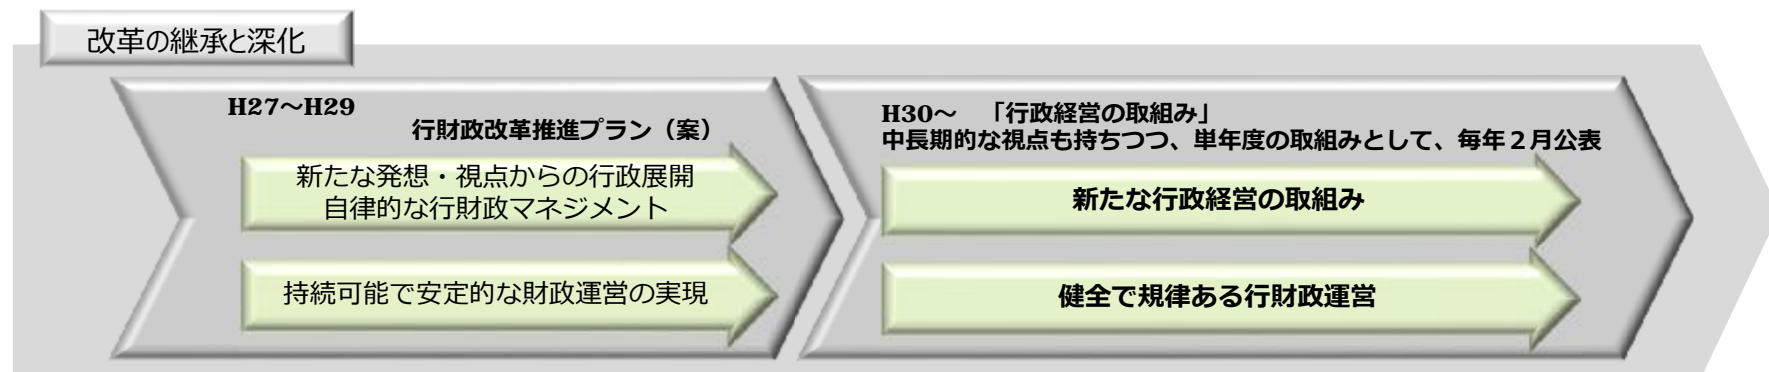 改革の継承と深化
H27～H29
行財政改革推進プラン（案）
新たな発想・視点からの行政展開
自律的な行財政マネジメント
持続可能で安定的な財政運営の実現
H30～　「行政経営の取組み」
中長期的な視点も持ちつつ、単年度の取組みとして、毎年２月公表
新たな行政経営の取組み
健全で規律ある行財政運営